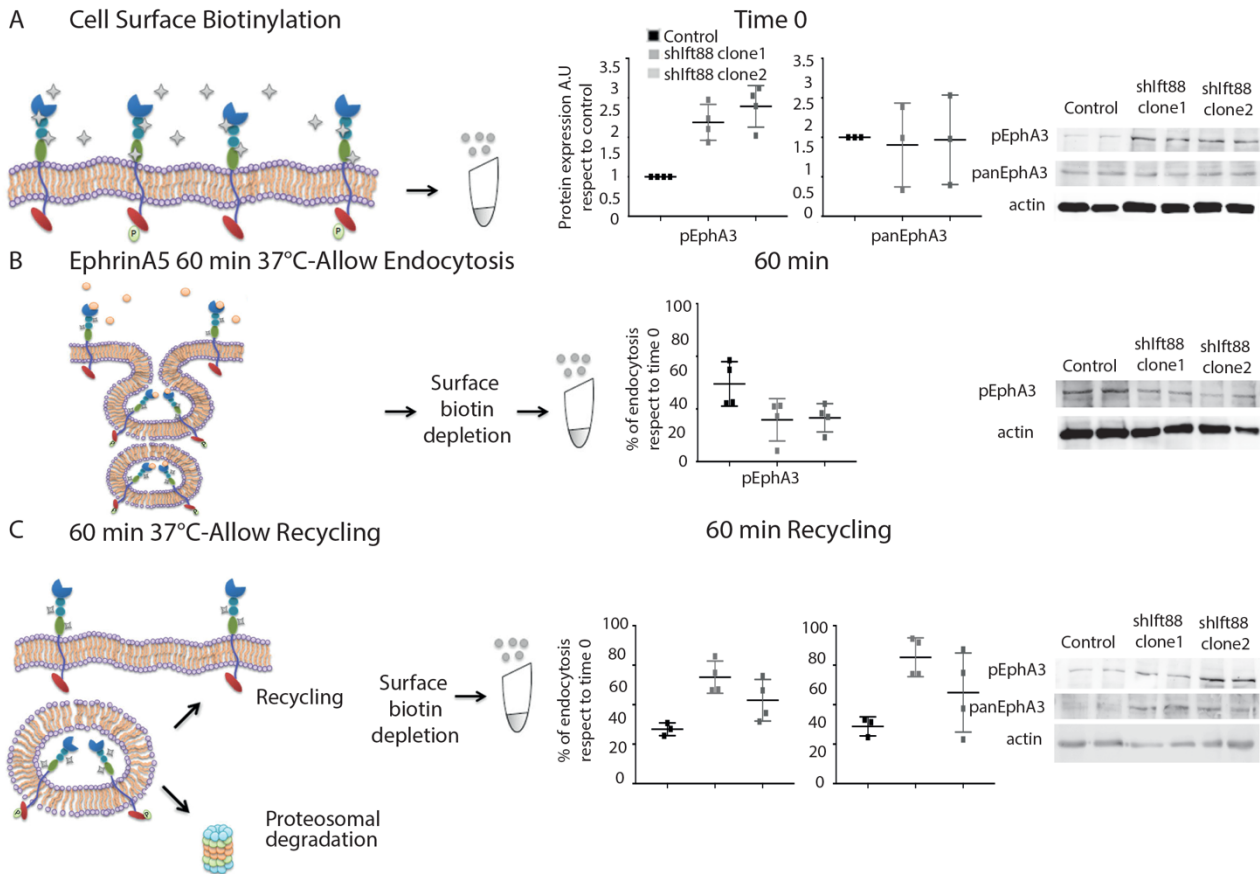 A Cell Surface Biotinylation
Time 0
Control
shIft88 clone1
shIft88 clone2
Protein expression A.U
respect to control
3.5
3
2.5
2
1.5
1
0.5
0
pEphA3
3.5
3
2.5
2
1.5
1
0.5
0
panEphA3
Control
shIft88
clone1
shIft88
clone2
pEphA3
panEphA3
actin
P
P
B EphrinA5 60 min 37°C-Allow Endocytosis
60 min
Surface
biotin
depletion
% of endocytosis
respect to time 0
100
80
60
40
20
0
pEphA3
Control
shIft88
clone1
shIft88
clone2
pEphA3
actin
C 60 min 37°C-Allow Recycling
60 min Recycling
Recycling
Proteosomal
degradation
P
P
Surface
biotin
depletion
% of endocytosis
respect to time 0
100
80
60
40
20
0
100
80
60
40
20
0
Control
shIft88
clone1
shIft88
clone2
pEphA3
panEphA3
actin